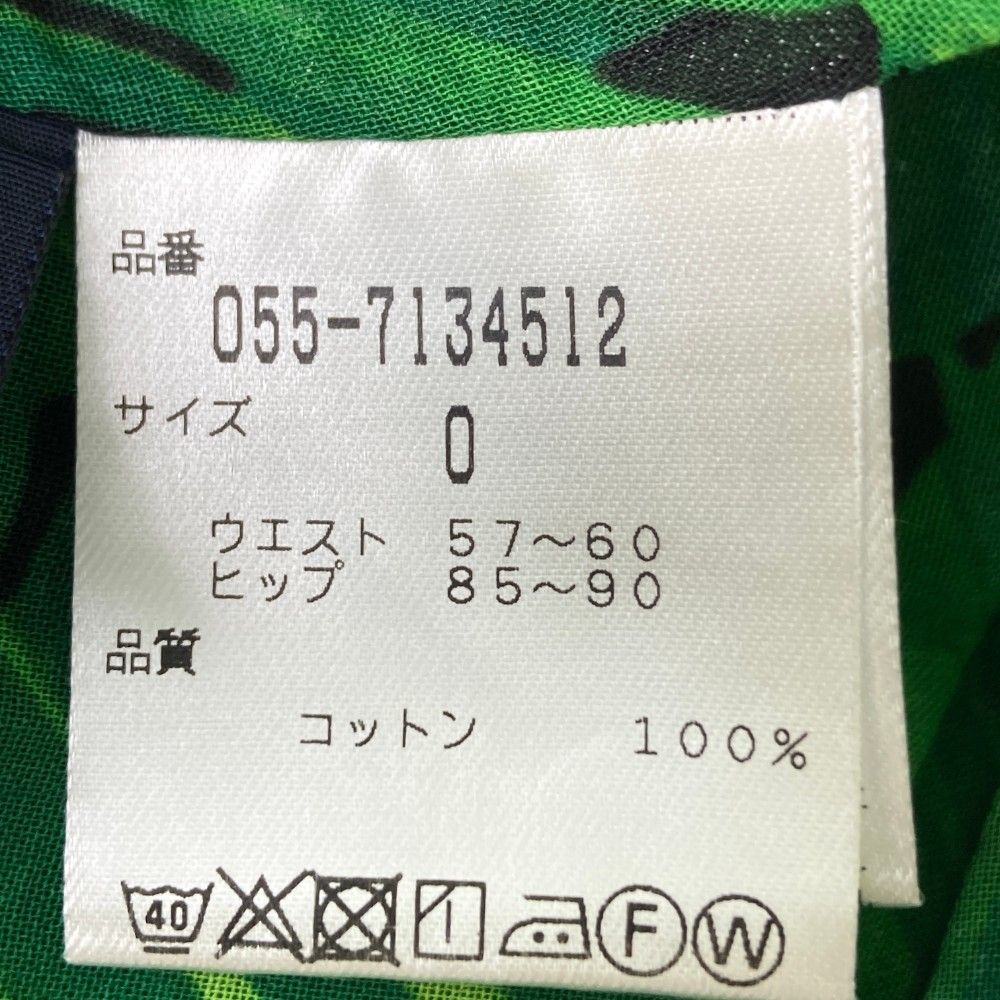 品番
055-7134512
サイズ
0
ウエスト 57～60
ヒップ 85～90
品質
コットン 100%
40 F W